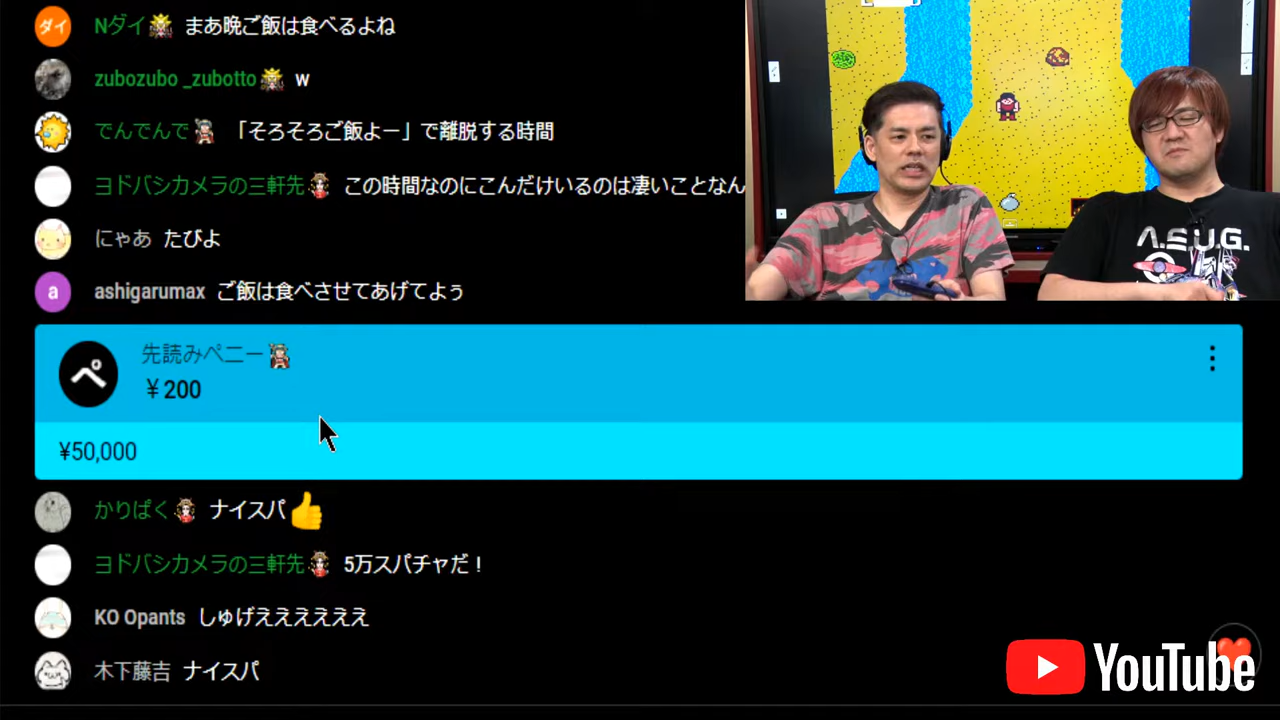 ダイ
Nダイ まあ晩ご飯は食べるよね
zubozubo _zubotto w
でんでんで 「そろそろご飯よー」で離脱する時間
ヨドバシカメラの三軒先 この時間なのにこんだけいるのは凄いことなん
にゃあ たびよ
a
ashigarumax ご飯は食べさせてあげてよぅ
ペ
先読みペニー
¥200
¥50,000
かりぱく ナイスパ
ヨドバシカメラの三軒先 5万スパチャだ!
KO Opants しゅげえええええええ
木下藤吉 ナイスパ
A.E.U.G.
YouTube